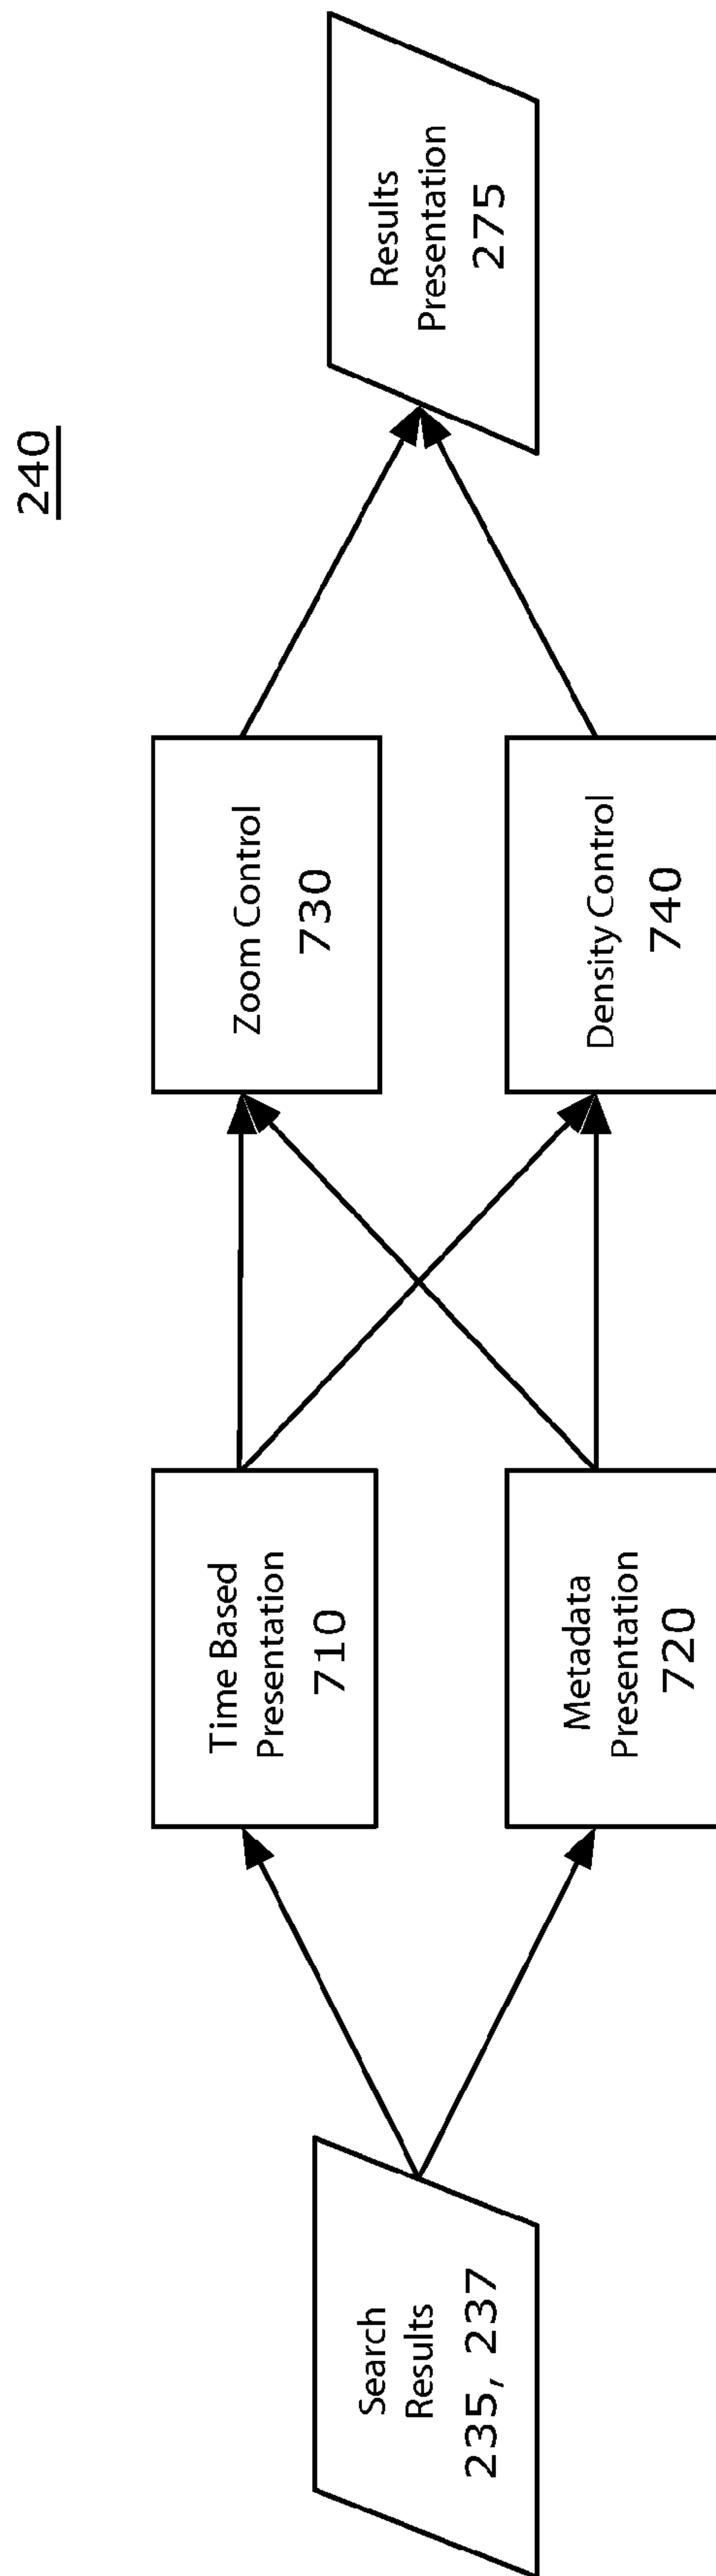 240
Search
Results
235, 237
Time Based
Presentation
710
Metadata
Presentation
720
Zoom Control
730
Density Control
740
Results
Presentation
275